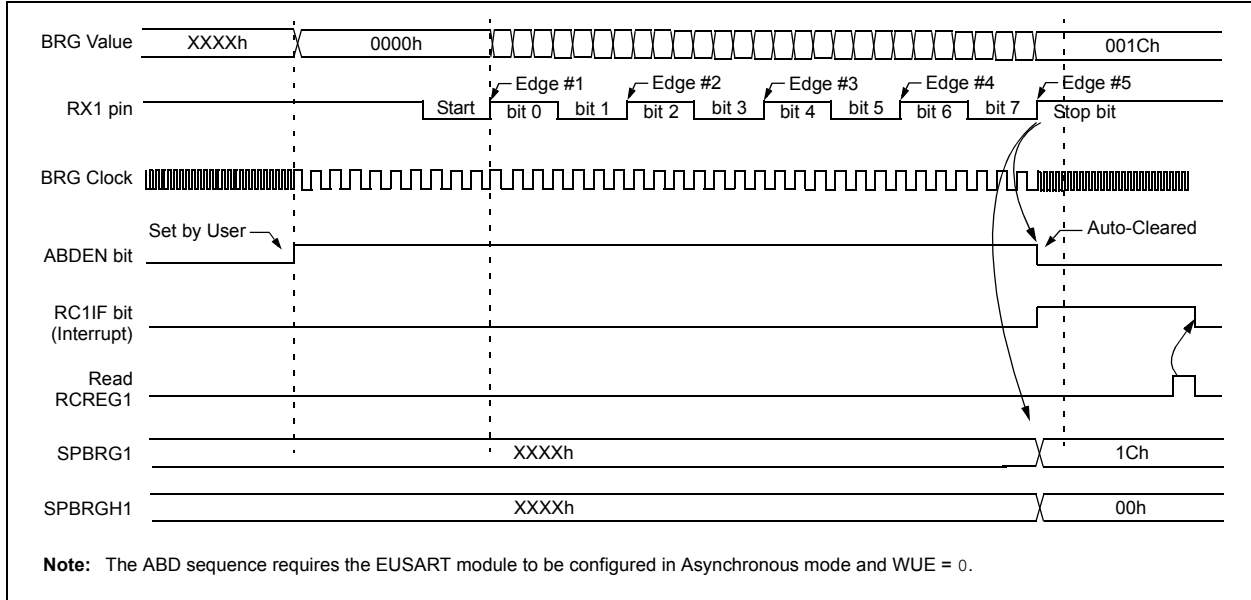 BRG Value XXXXh 0000h 001Ch
Edge #1 Edge #2 Edge #3 Edge #4 Edge #5
RX1 pin Start bit 0 bit 1 bit 2 bit 3 bit 4 bit 5 bit 6 bit 7 Stop bit
BRG Clock
Set by User Auto-Cleared
ABDEN bit
RC1IF bit
(Interrupt)
Read
RCREG1
SPBRG1 XXXXh 1Ch
SPBRGH1 XXXXh 00h
Note: The ABD sequence requires the EUSART module to be configured in Asynchronous mode and WUE = 0.